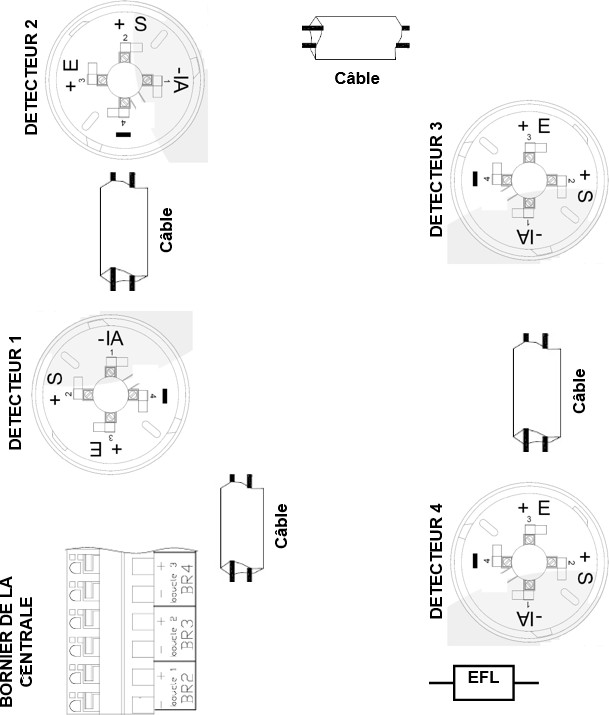 DETECTEUR 2
+ S
2
+ E
3
-IA
1
4
Câble
DETECTEUR 3
+ E
3
4
2
+ S
1
-IA
Câble
DETECTEUR 1
-IA
1
+ S
2
4
3
+ E
Câble
Câble
DETECTEUR 4
+ E
3
4
2
+ S
1
-IA
BORNIER DE LA
CENTRALE
+ - boucle 3
BR4
+ - boucle 2
BR3
+ - boucle 1
BR2
EFL